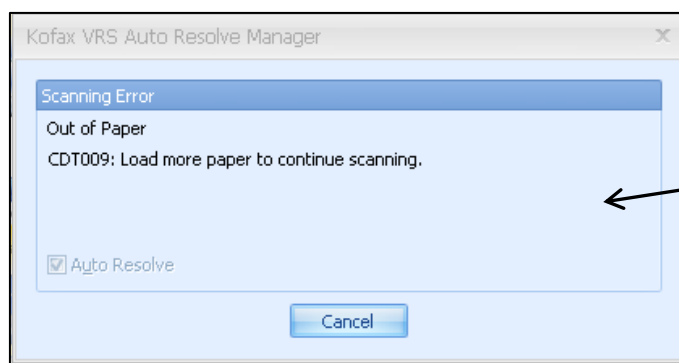 Kofax VRS Auto Resolve Manager
Scanning Error
Out of Paper
CDT009: Load more paper to continue scanning.
Auto Resolve
Cancel